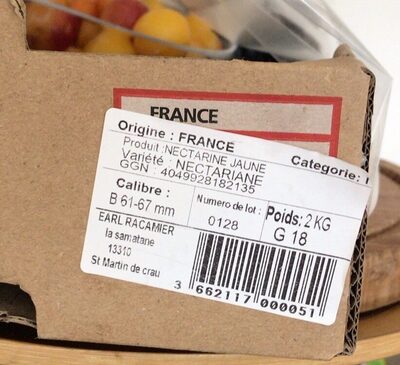 FRANCE
Origine : FRANCE
Produit :NECTARINE JAUNE
Categorie: I
Variété : NECTARIANE
GGN : 4049928182135
Calibre :
B 61-67 mm
Numero de lot :
0128
Poids: 2 KG
G 18
EARL RACAMIER
la samatane
13310
St Martin de crau
3 662117 000051